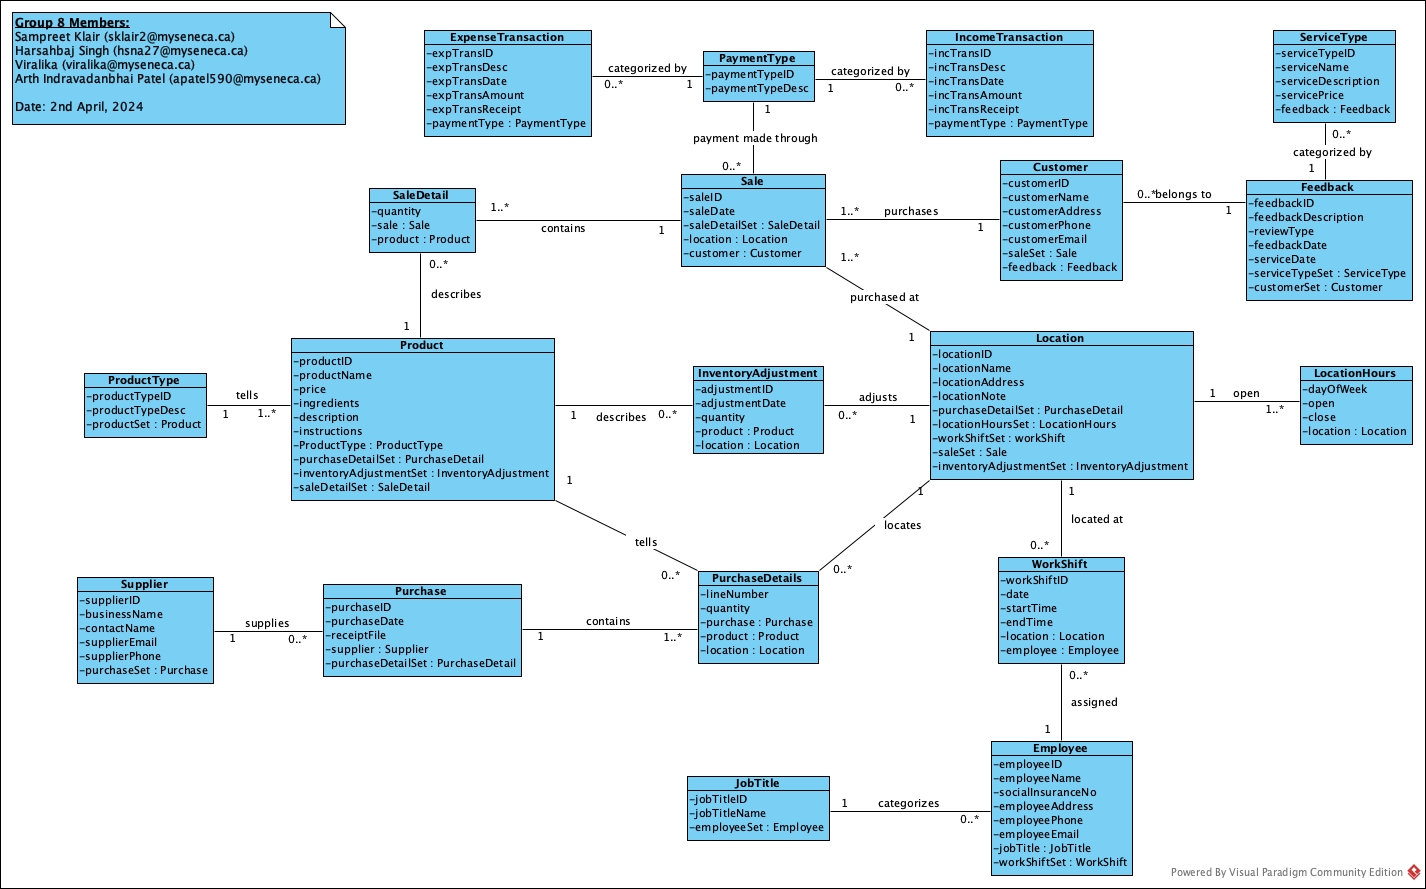 Group 8 Members:
Sampreet Klair (sklair2@myseneca.ca)
Harsahbaj Singh (hsna27@myseneca.ca)
Viralika (viralika@myseneca.ca)
Arth Indravadanbhai Patel (apatel590@myseneca.ca)
Date: 2nd April, 2024
ExpenseTransaction
-expTransID
-expTransDesc
-expTransDate
-expTransAmount
-expTransReceipt
-paymentType : PaymentType
categorized by
0..*
1
PaymentType
-paymentTypeID
-paymentTypeDesc
categorized by
1
0..*
IncomeTransaction
-incTransID
-incTransDesc
-incTransDate
-incTransAmount
-incTransReceipt
-paymentType : PaymentType
ServiceType
-serviceTypeID
-serviceName
-serviceDescription
-servicePrice
-feedback : Feedback
1
payment made through
0..*
0..*
categorized by
1
SaleDetail
-quantity
-sale : Sale
-product : Product
1..*
contains
1
Sale
-saleID
-saleDate
-saleDetailSet : SaleDetail
-location : Location
-customer : Customer
1..*
purchases
1
Customer
-customerID
-customerName
-customerAddress
-customerPhone
-customerEmail
-saleSet : Sale
-feedback : Feedback
0..*
belongs to
1
Feedback
-feedbackID
-feedbackDescription
-reviewType
-feedbackDate
-serviceDate
-serviceTypeSet : ServiceType
-customerSet : Customer
0..*
describes
1
1..*
purchased at
1
ProductType
-productTypeID
-productTypeDesc
-productSet : Product
tells
1
1..*
Product
-productID
-productName
-price
-ingredients
-description
-instructions
-ProductType : ProductType
-purchaseDetailSet : PurchaseDetail
-inventoryAdjustmentSet : InventoryAdjustment
-saleDetailSet : SaleDetail
1
describes
0..*
InventoryAdjustment
-adjustmentID
-adjustmentDate
-quantity
-product : Product
-location : Location
adjusts
0..*
1
Location
-locationID
-locationName
-locationAddress
-locationNote
-purchaseDetailSet : PurchaseDetail
-locationHoursSet : LocationHours
-workShiftSet : workShift
-saleSet : Sale
-inventoryAdjustmentSet : InventoryAdjustment
1
open
1..*
LocationHours
-dayOfWeek
-open
-close
-location : Location
1
tells
0..*
1
locates
0..*
1
located at
0..*
Supplier
-supplierID
-businessName
-contactName
-supplierEmail
-supplierPhone
-purchaseSet : Purchase
supplies
1
0..*
Purchase
-purchaseID
-purchaseDate
-receiptFile
-supplier : Supplier
-purchaseDetailSet : PurchaseDetail
contains
1
1..*
PurchaseDetails
-lineNumber
-quantity
-purchase : Purchase
-product : Product
-location : Location
WorkShift
-workShiftID
-date
-startTime
-endTime
-location : Location
-employee : Employee
0..*
assigned
1
JobTitle
-jobTitleID
-jobTitleName
-employeeSet : Employee
1
categorizes
0..*
Employee
-employeeID
-employeeName
-socialInsuranceNo
-employeeAddress
-employeePhone
-employeeEmail
-jobTitle : JobTitle
-workShiftSet : WorkShift
Powered By Visual Paradigm Community Edition